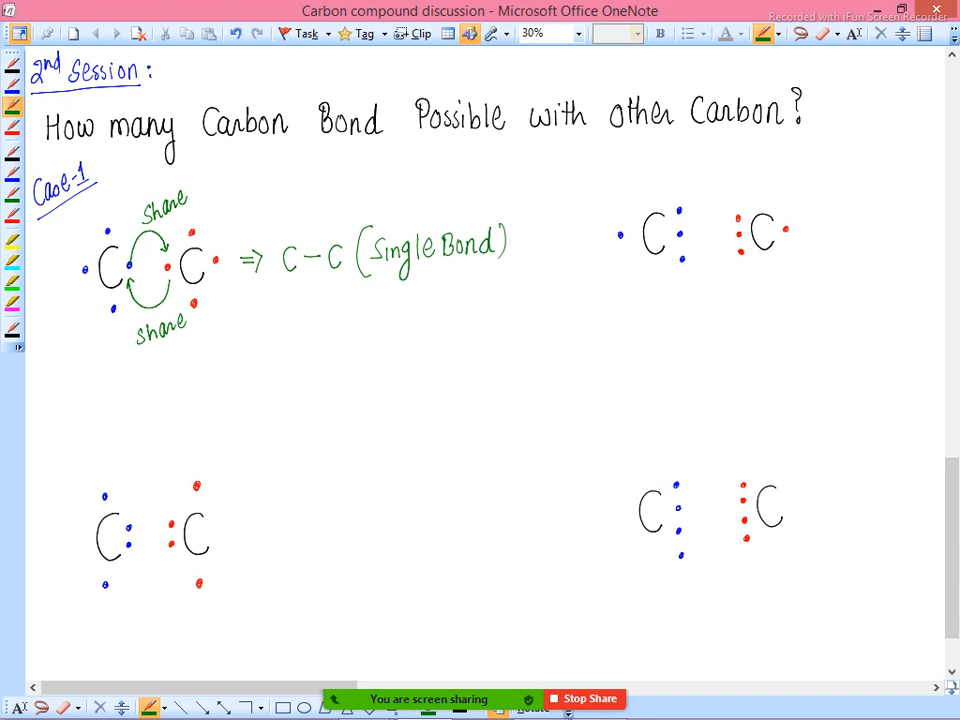 Carbon compound discussion - Microsoft Office OneNote
Recorded with iFun Screen Recorder
Task Tag Clip 30% B A A
2nd Session:
How many Carbon Bond Possible with other Carbon?
Case-1
Share
C C ⇒ C – C (Single Bond)
Share
C C
C C
C C
You are screen sharing Stop Share